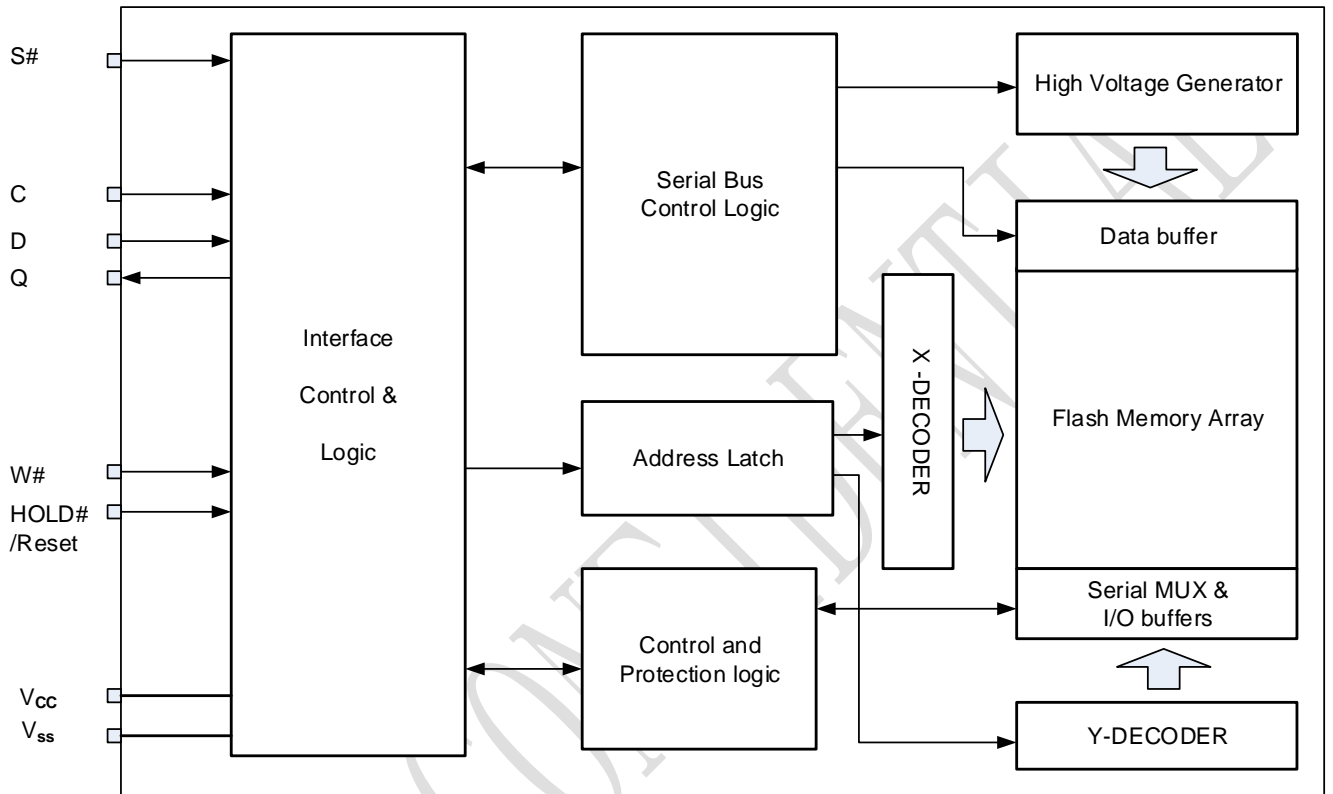 S#
C
D
Q
W#
HOLD#
/Reset
VCC
Vss
Interface
Control &
Logic
Serial Bus
Control Logic
Address Latch
Control and
Protection logic
X -DECODER
High Voltage Generator
Data buffer
Flash Memory Array
Serial MUX &
I/O buffers
Y-DECODER